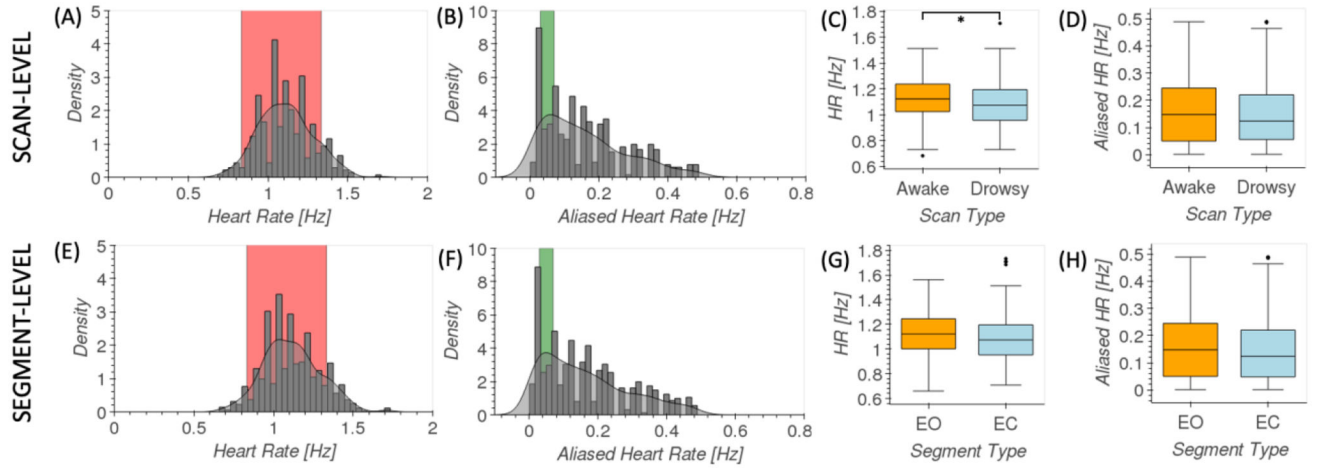 SCAN-LEVEL
(A)
5
4
3
2
1
0
Density
0 0.5 1 1.5 2
Heart Rate [Hz]
(B)
10
8
6
4
2
0
Density
0 0.2 0.4 0.6 0.8
Aliased Heart Rate [Hz]
(C)
1.8
1.6
1.4
1.2
1
0.8
0.6
HR [Hz]
*
Awake Drowsy
Scan Type
(D)
0.5
0.4
0.3
0.2
0.1
0
Aliased HR [Hz]
Awake Drowsy
Scan Type
SEGMENT-LEVEL
(E)
5
4
3
2
1
0
Density
0 0.5 1 1.5 2
Heart Rate [Hz]
(F)
10
8
6
4
2
0
Density
0 0.2 0.4 0.6 0.8
Aliased Heart Rate [Hz]
(G)
1.8
1.6
1.4
1.2
1
0.8
0.6
HR [Hz]
EO EC
Segment Type
(H)
0.5
0.4
0.3
0.2
0.1
0
Aliased HR [Hz]
EO EC
Segment Type